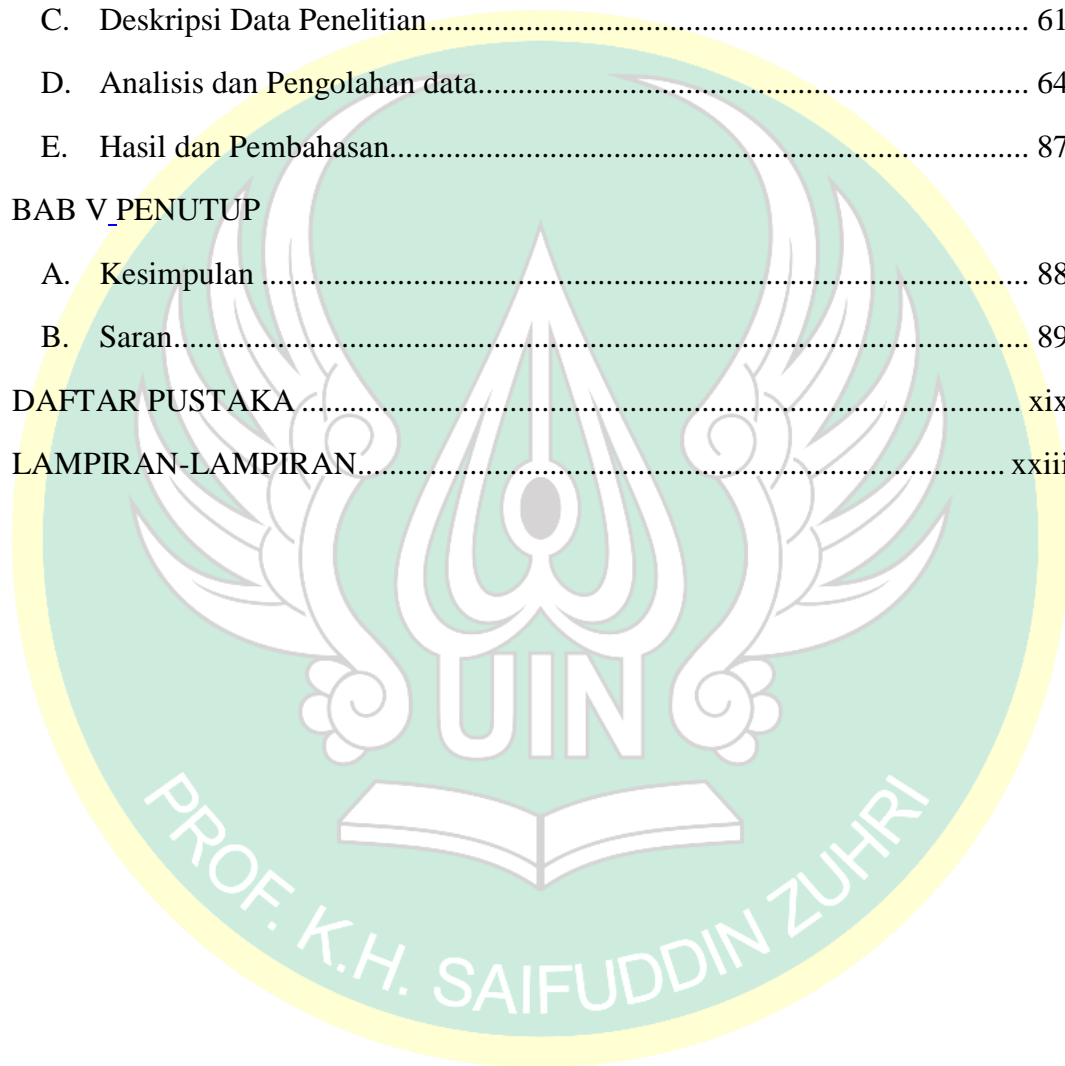 C. Deskripsi Data Penelitian........................................................................... 61
D. Analisis dan Pengolahan data.................................................................... 64
E. Hasil dan Pembahasan............................................................................... 87
BAB V PENUTUP
A. Kesimpulan ............................................................................................... 88
B. Saran.......................................................................................................... 89
DAFTAR PUSTAKA ......................................................................................... xix
LAMPIRAN-LAMPIRAN................................................................................ xxiii
UIN
PROF. K.H. SAIFUDDIN ZUHRI